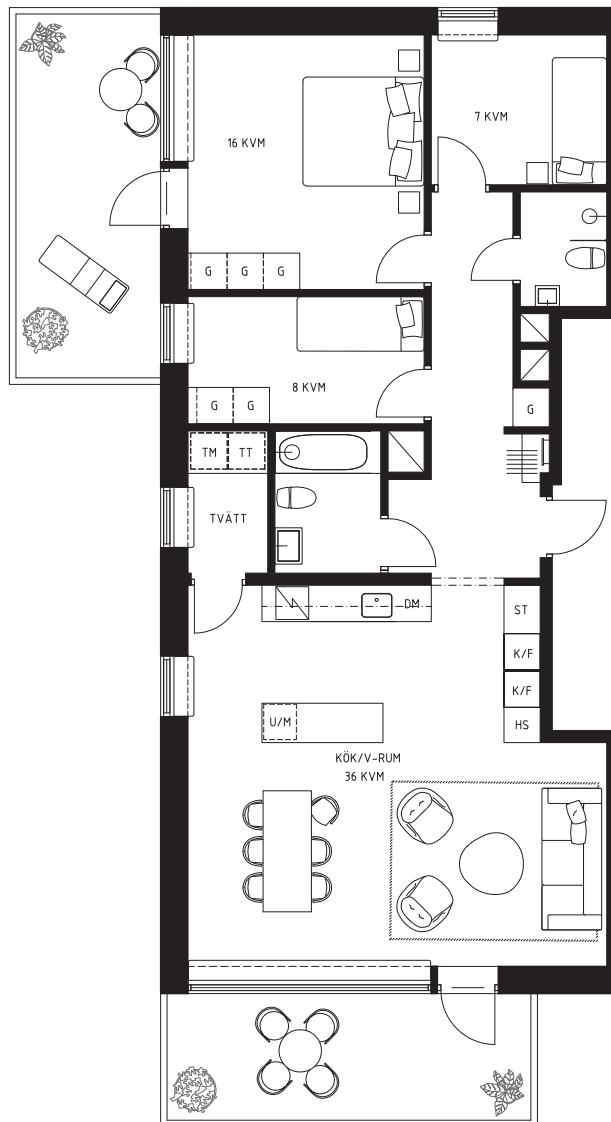 7 KVM
16 KVM
G G G
8 KVM
G G
G
TM TT
TVÄTT
DM
ST
K/F
K/F
U/M
HS
KÖK/V-RUM
36 KVM